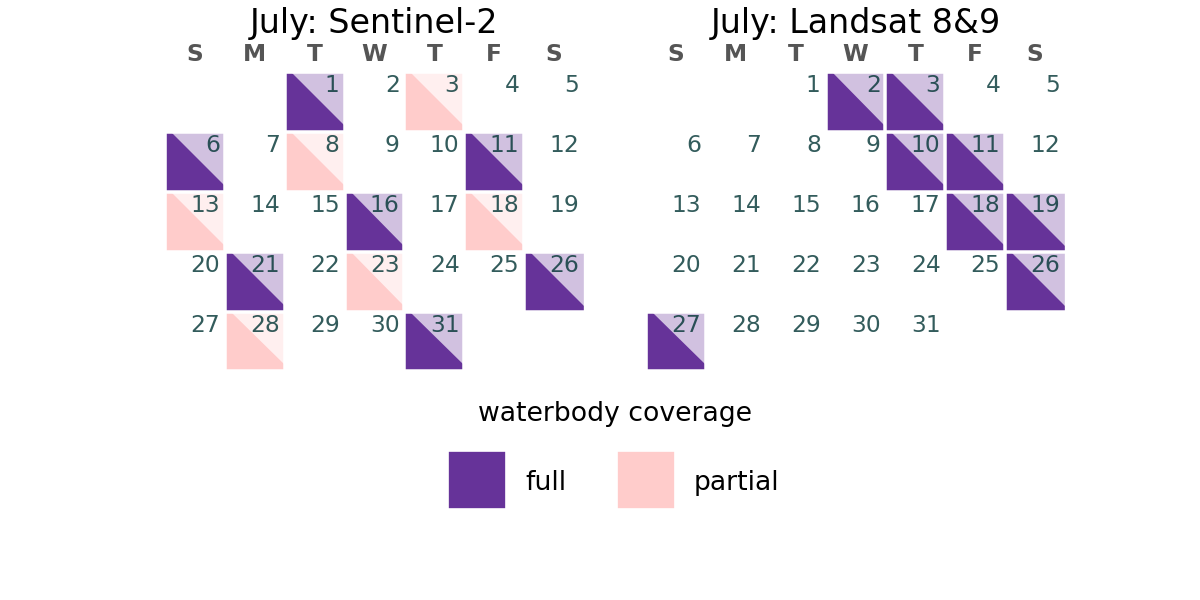 July: Sentinel-2
S M T W T F S
1 2 3 4 5
6 7 8 9 10 11 12
13 14 15 16 17 18 19
20 21 22 23 24 25 26
27 28 29 30 31
July: Landsat 8&9
S M T W T F S
1 2 3 4 5
6 7 8 9 10 11 12
13 14 15 16 17 18 19
20 21 22 23 24 25 26
27 28 29 30 31
waterbody coverage
full partial